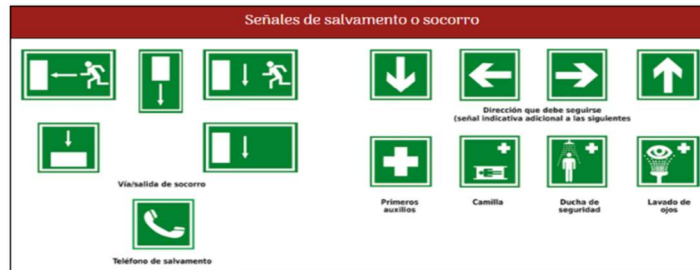 Señales de salvamento o socorro
Dirección que debe seguirse
(señal indicativa adicional a las siguientes
Vía/salida de socorro
Primeros
auxilios
Camilla
Ducha de
seguridad
Lavado de
ojos
Teléfono de salvamento